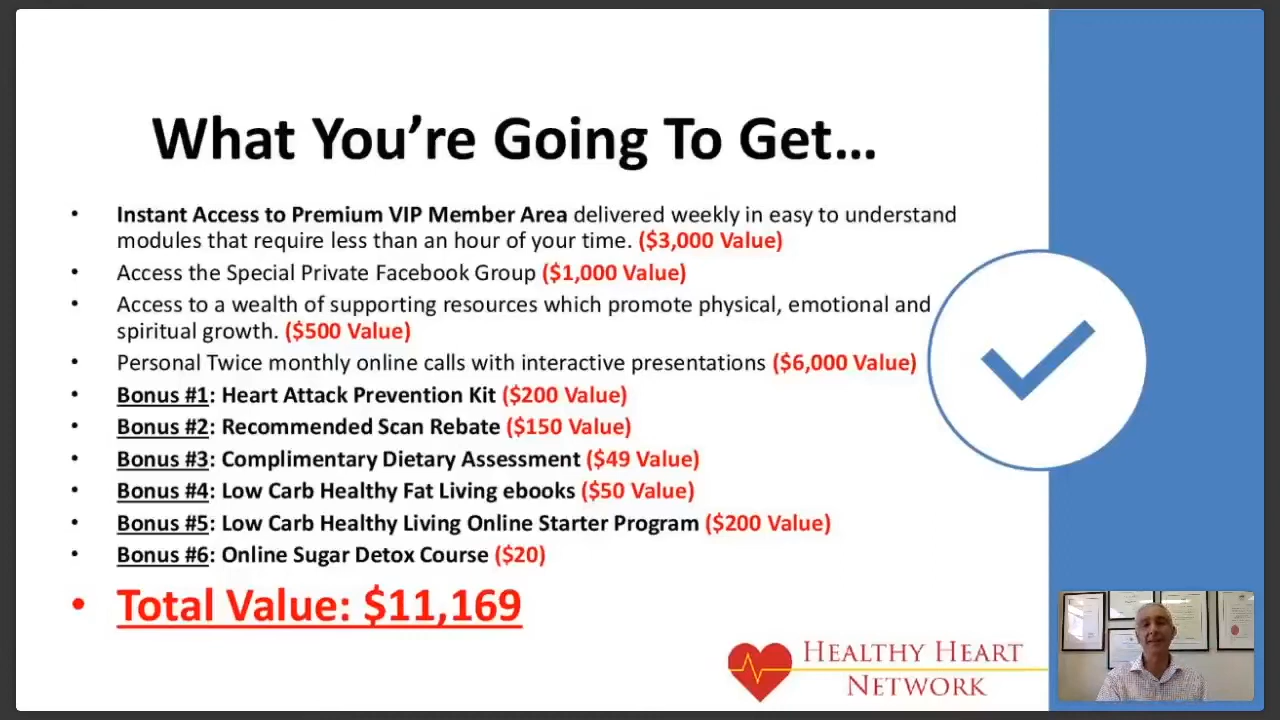 What You’re Going To Get...
• Instant Access to Premium VIP Member Area delivered weekly in easy to understand
modules that require less than an hour of your time. ($3,000 Value)
• Access the Special Private Facebook Group ($1,000 Value)
• Access to a wealth of supporting resources which promote physical, emotional and
spiritual growth. ($500 Value)
• Personal Twice monthly online calls with interactive presentations ($6,000 Value)
• Bonus #1: Heart Attack Prevention Kit ($200 Value)
• Bonus #2: Recommended Scan Rebate ($150 Value)
• Bonus #3: Complimentary Dietary Assessment ($49 Value)
• Bonus #4: Low Carb Healthy Fat Living ebooks ($50 Value)
• Bonus #5: Low Carb Healthy Living Online Starter Program ($200 Value)
• Bonus #6: Online Sugar Detox Course ($20)
• Total Value: $11,169
HEALTHY HEART
NETWORK